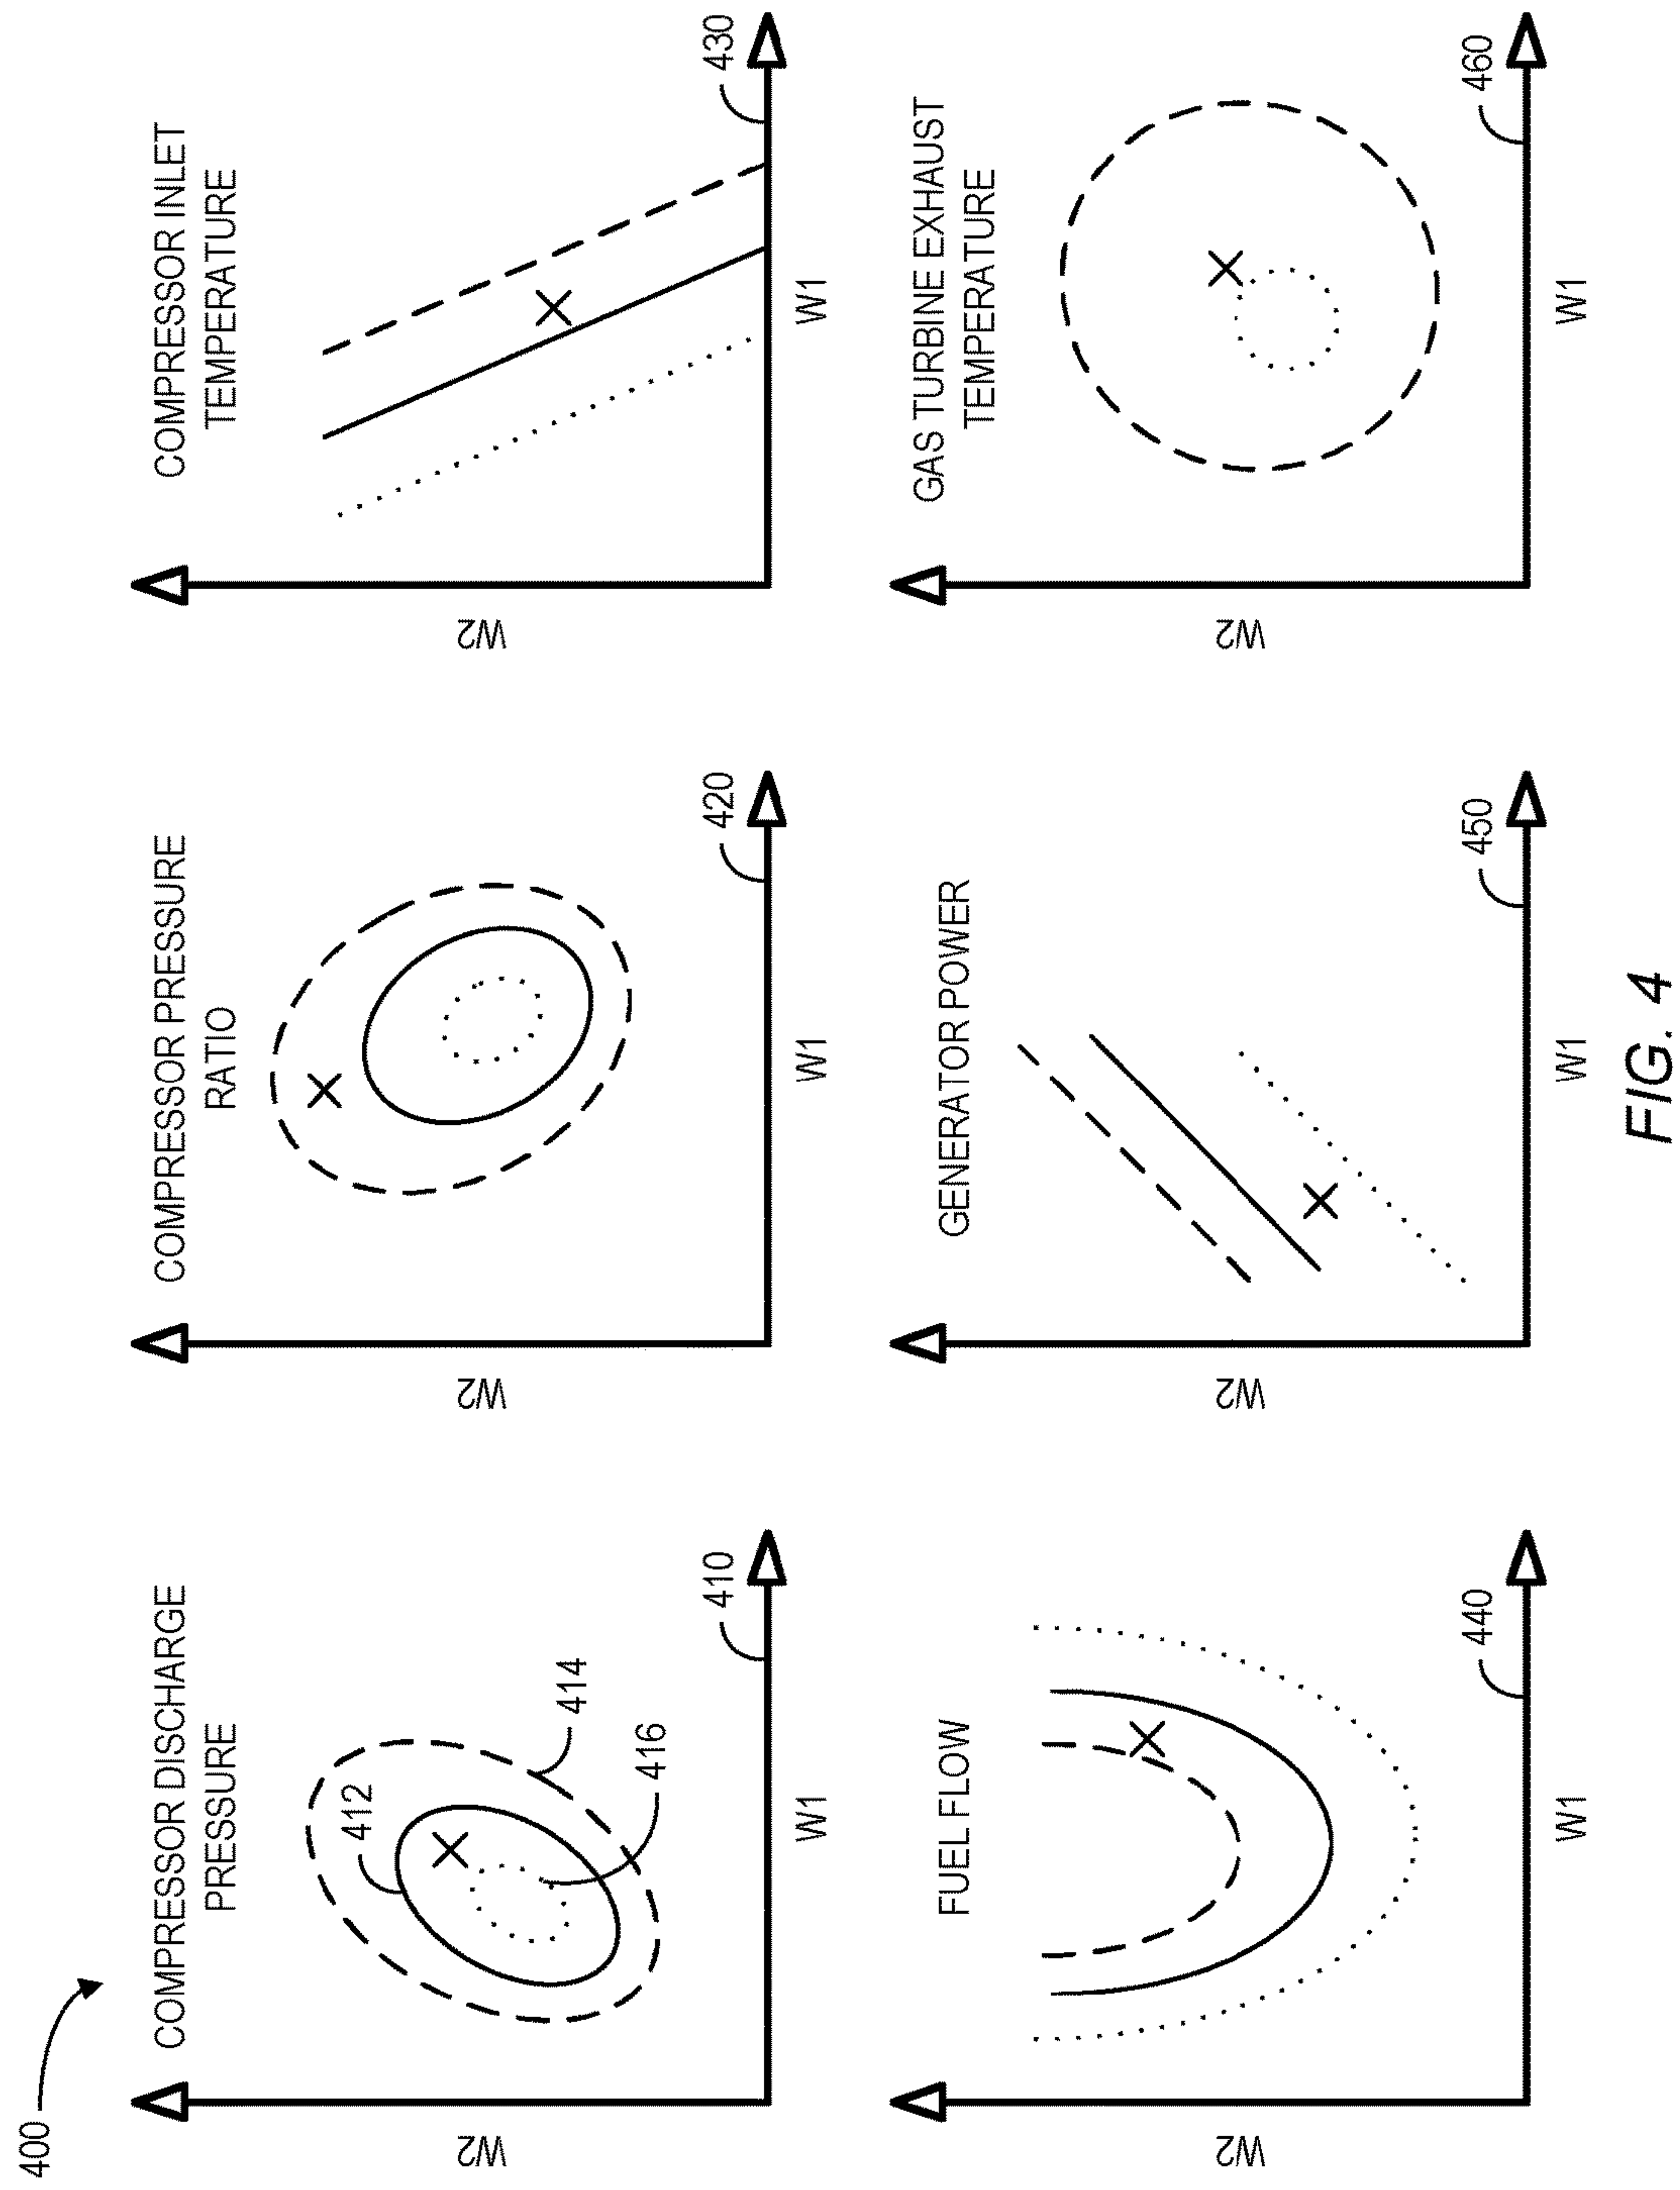 400
COMPRESSOR DISCHARGE
PRESSURE
412
414
416
410
W2
W1
COMPRESSOR PRESSURE
RATIO
420
W2
W1
COMPRESSOR INLET
TEMPERATURE
430
W2
W1
FUEL FLOW
440
W2
W1
GENERATOR POWER
450
W2
W1
GAS TURBINE EXHAUST
TEMPERATURE
460
W2
W1
FIG. 4